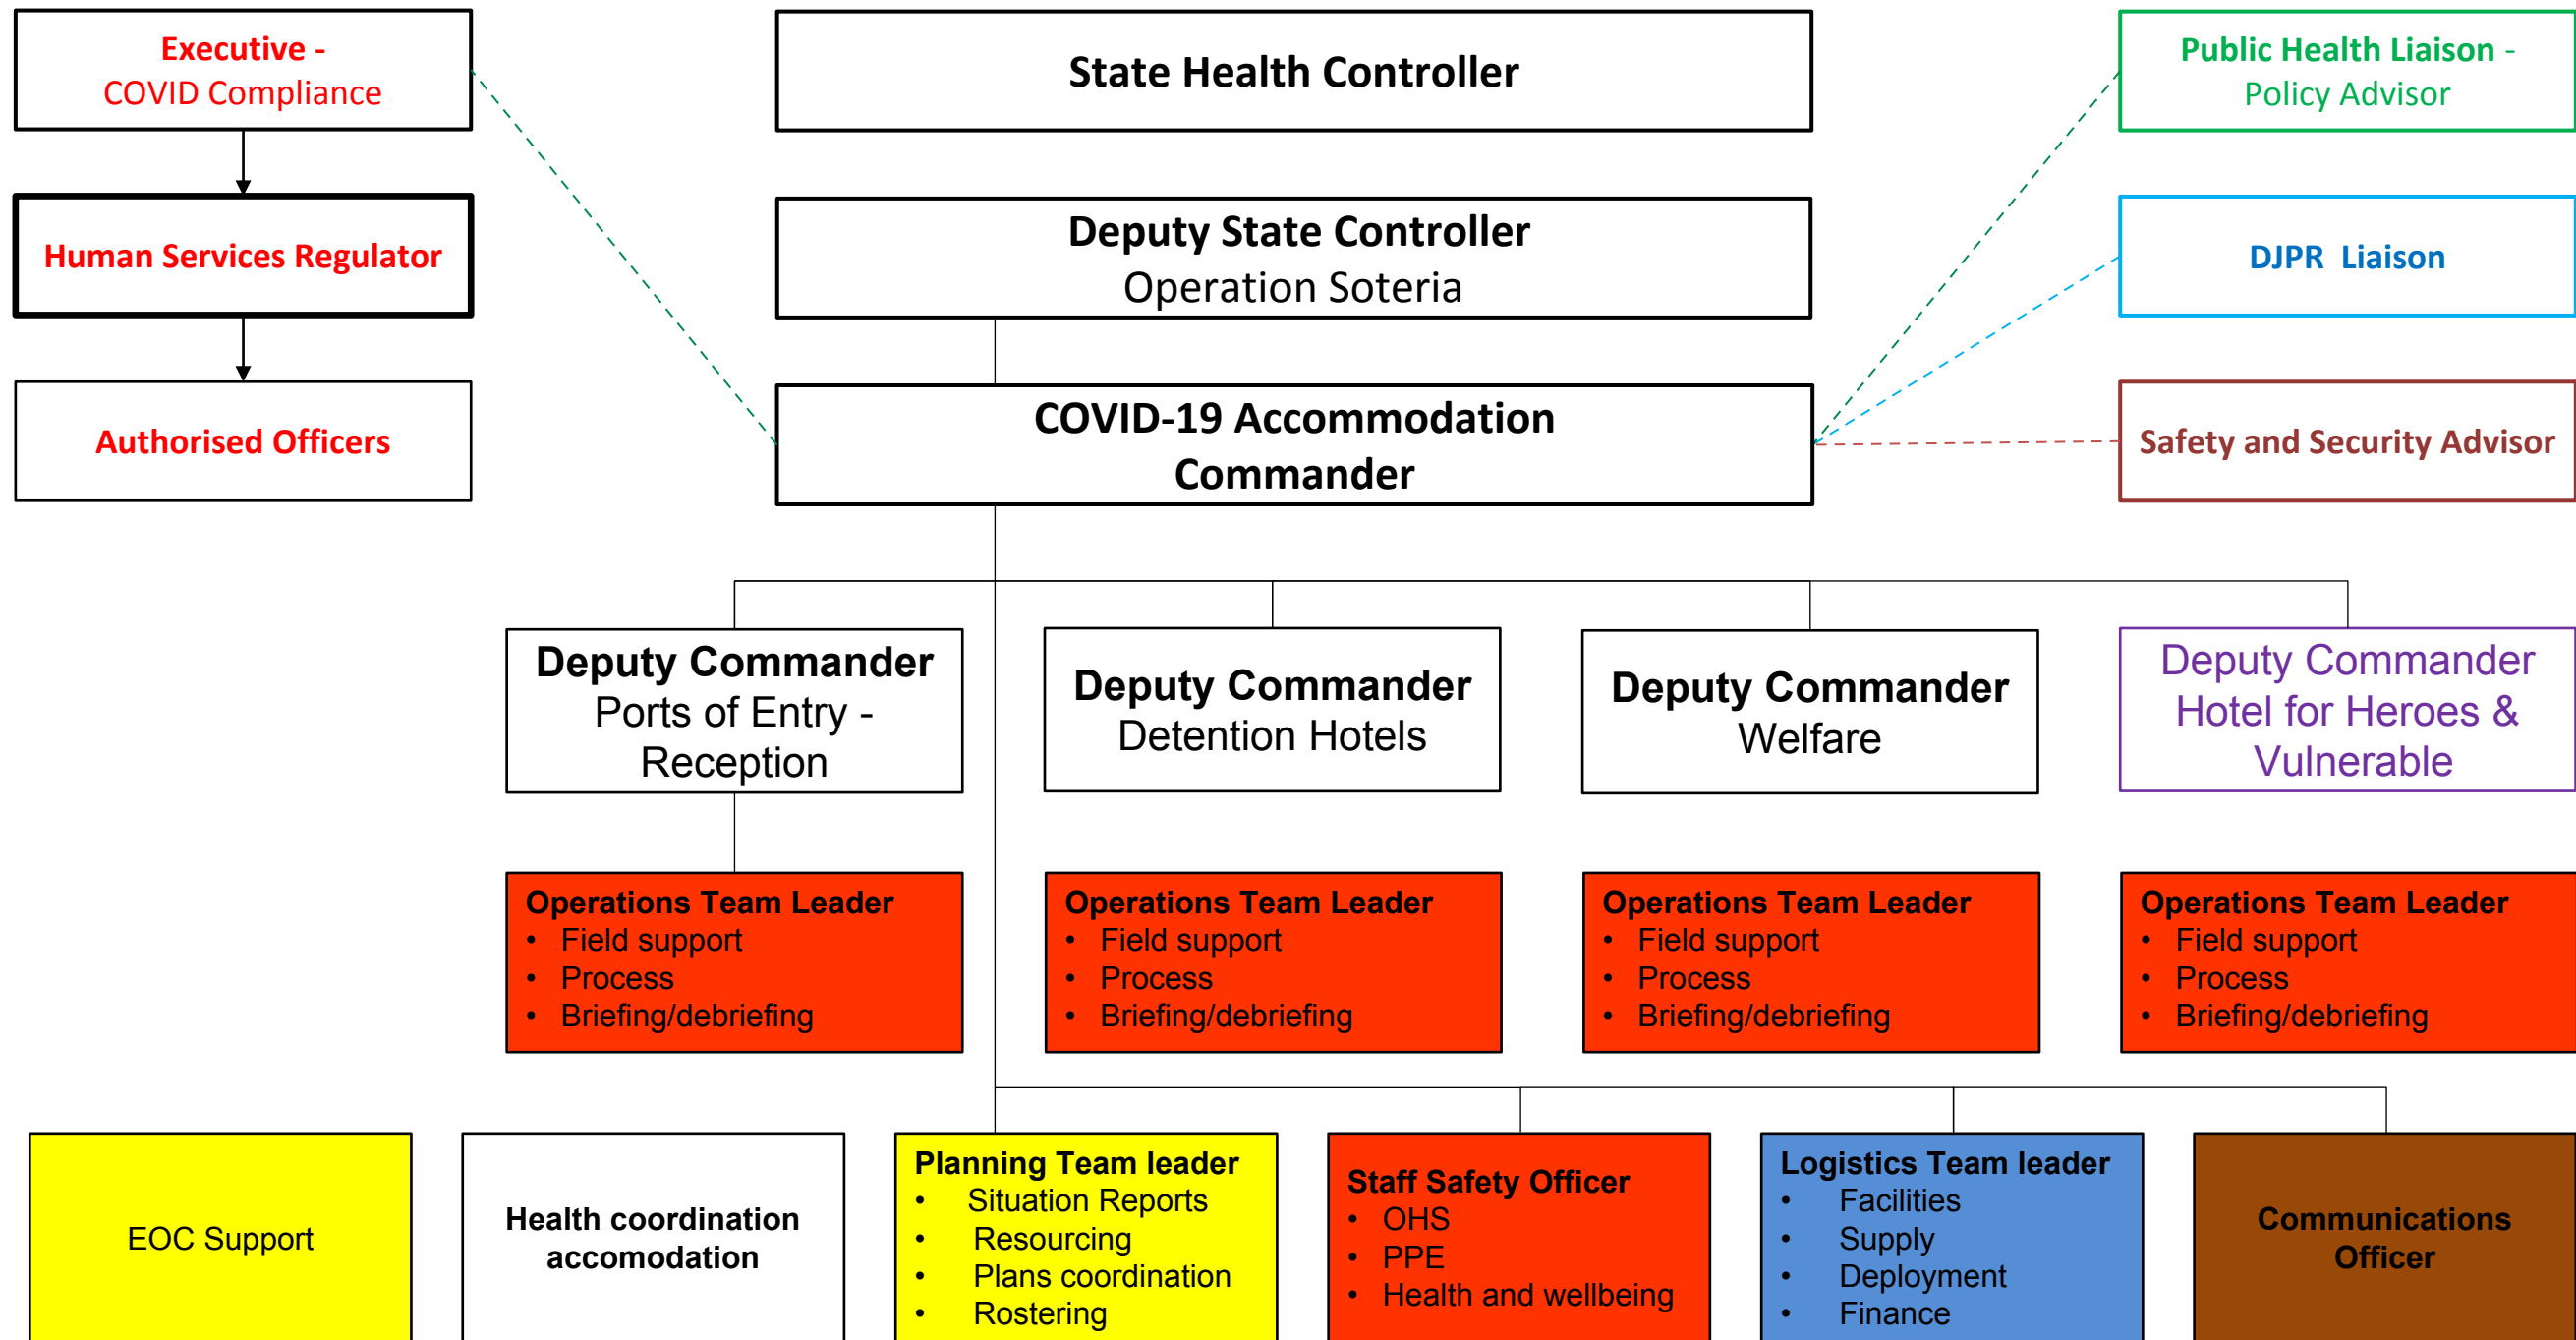 Executive -
COVID Compliance
State Health Controller
Public Health Liaison -
Policy Advisor
Human Services Regulator
Deputy State Controller
Operation Soteria
DJPR  Liaison
Authorised Officers
COVID-19 Accommodation
Commander
Safety and Security Advisor
Deputy Commander
Ports of Entry -
Reception
Deputy Commander
Detention Hotels
Deputy Commander
Welfare
Deputy Commander
Hotel for Heroes &
Vulnerable
Operations Team Leader
• Field support
• Process
• Briefing/debriefing
Operations Team Leader
• Field support
• Process
• Briefing/debriefing
Operations Team Leader
• Field support
• Process
• Briefing/debriefing
Operations Team Leader
• Field support
• Process
• Briefing/debriefing
EOC Support
Health coordination
accomodation
Planning Team leader
• Situation Reports
• Resourcing
• Plans coordination
• Rostering
Staff Safety Officer
• OHS
• PPE
• Health and wellbeing
Logistics Team leader
• Facilities
• Supply
• Deployment
• Finance
Communications
Officer